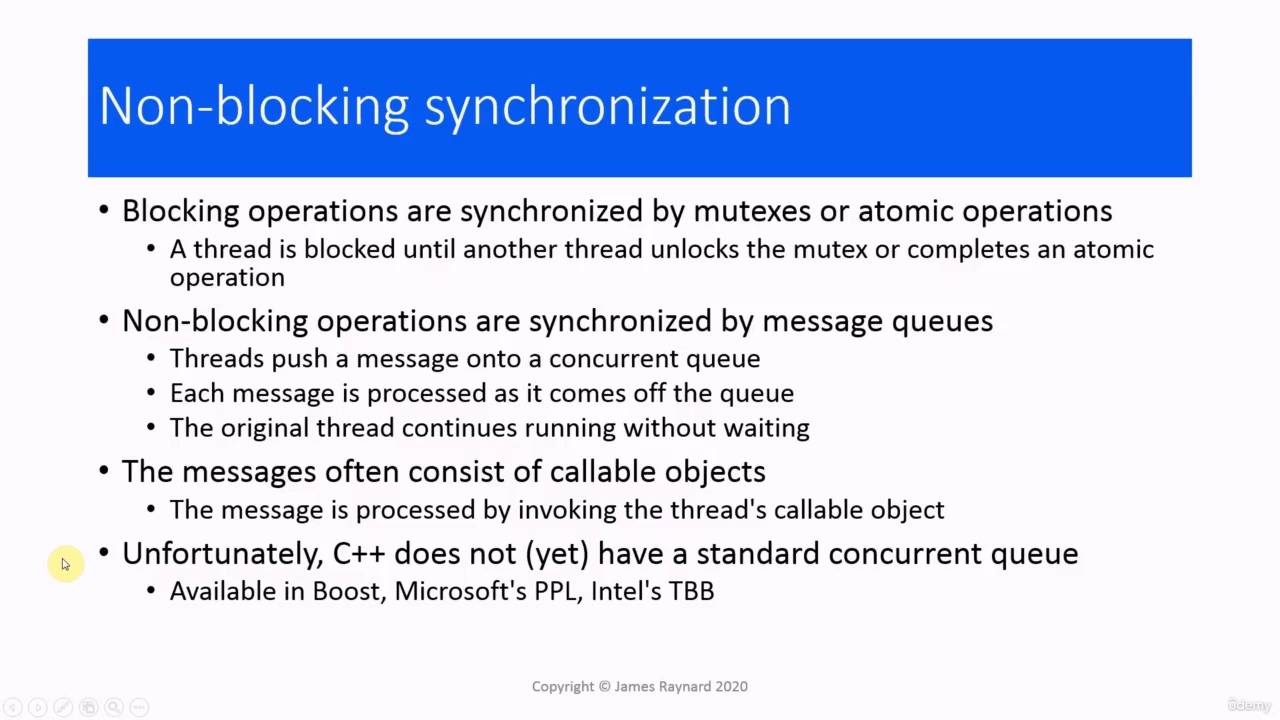 Non-blocking synchronization
• Blocking operations are synchronized by mutexes or atomic operations
• A thread is blocked until another thread unlocks the mutex or completes an atomic
operation
• Non-blocking operations are synchronized by message queues
• Threads push a message onto a concurrent queue
• Each message is processed as it comes off the queue
• The original thread continues running without waiting
• The messages often consist of callable objects
• The message is processed by invoking the thread's callable object
• Unfortunately, C++ does not (yet) have a standard concurrent queue
• Available in Boost, Microsoft's PPL, Intel's TBB
Copyright © James Raynard 2020
ûdemy